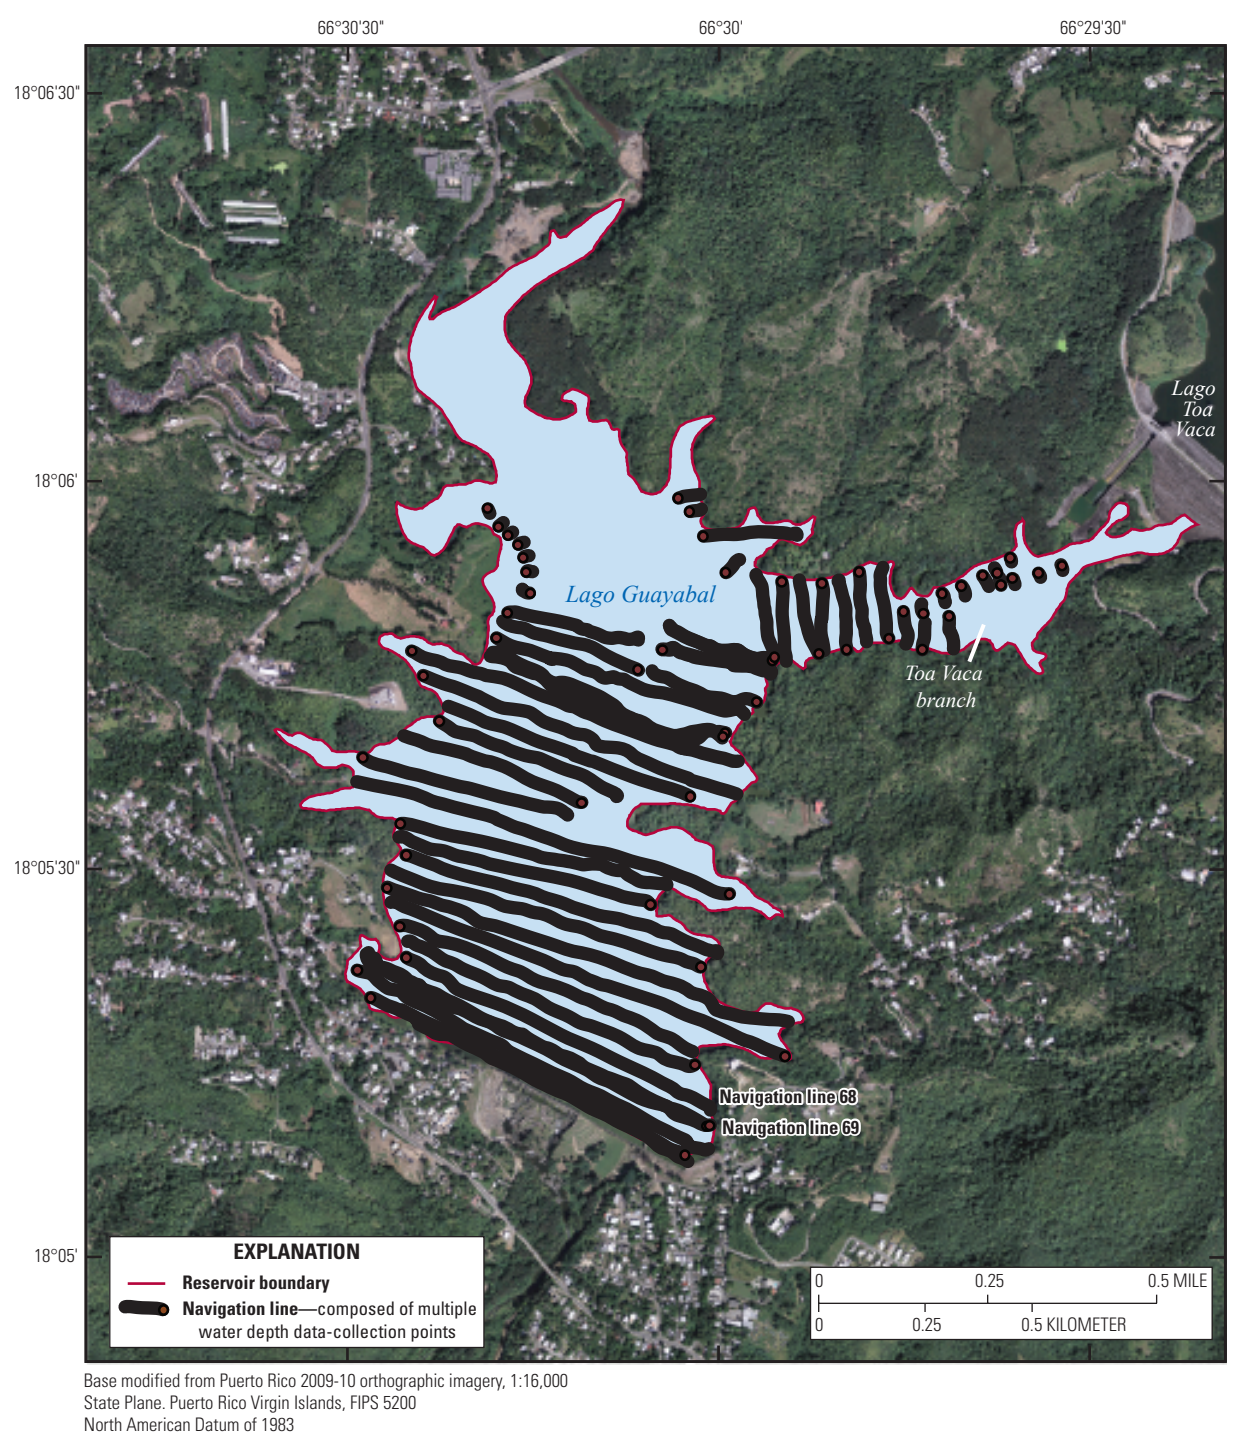 66°30'30"
66°30'
66°29'30"
18°06'30"
18°06'
18°05'30"
18°05'
Lago
Toa
Vaca
Lago Guayabal
Toa Vaca
branch
Navigation line 68
Navigation line 69
EXPLANATION
Reservoir boundary
Navigation line—composed of multiple
water depth data-collection points
0 0.25 0.5 MILE
0 0.25 0.5 KILOMETER
Base modified from Puerto Rico 2009-10 orthographic imagery, 1:16,000
State Plane. Puerto Rico Virgin Islands, FIPS 5200
North American Datum of 1983